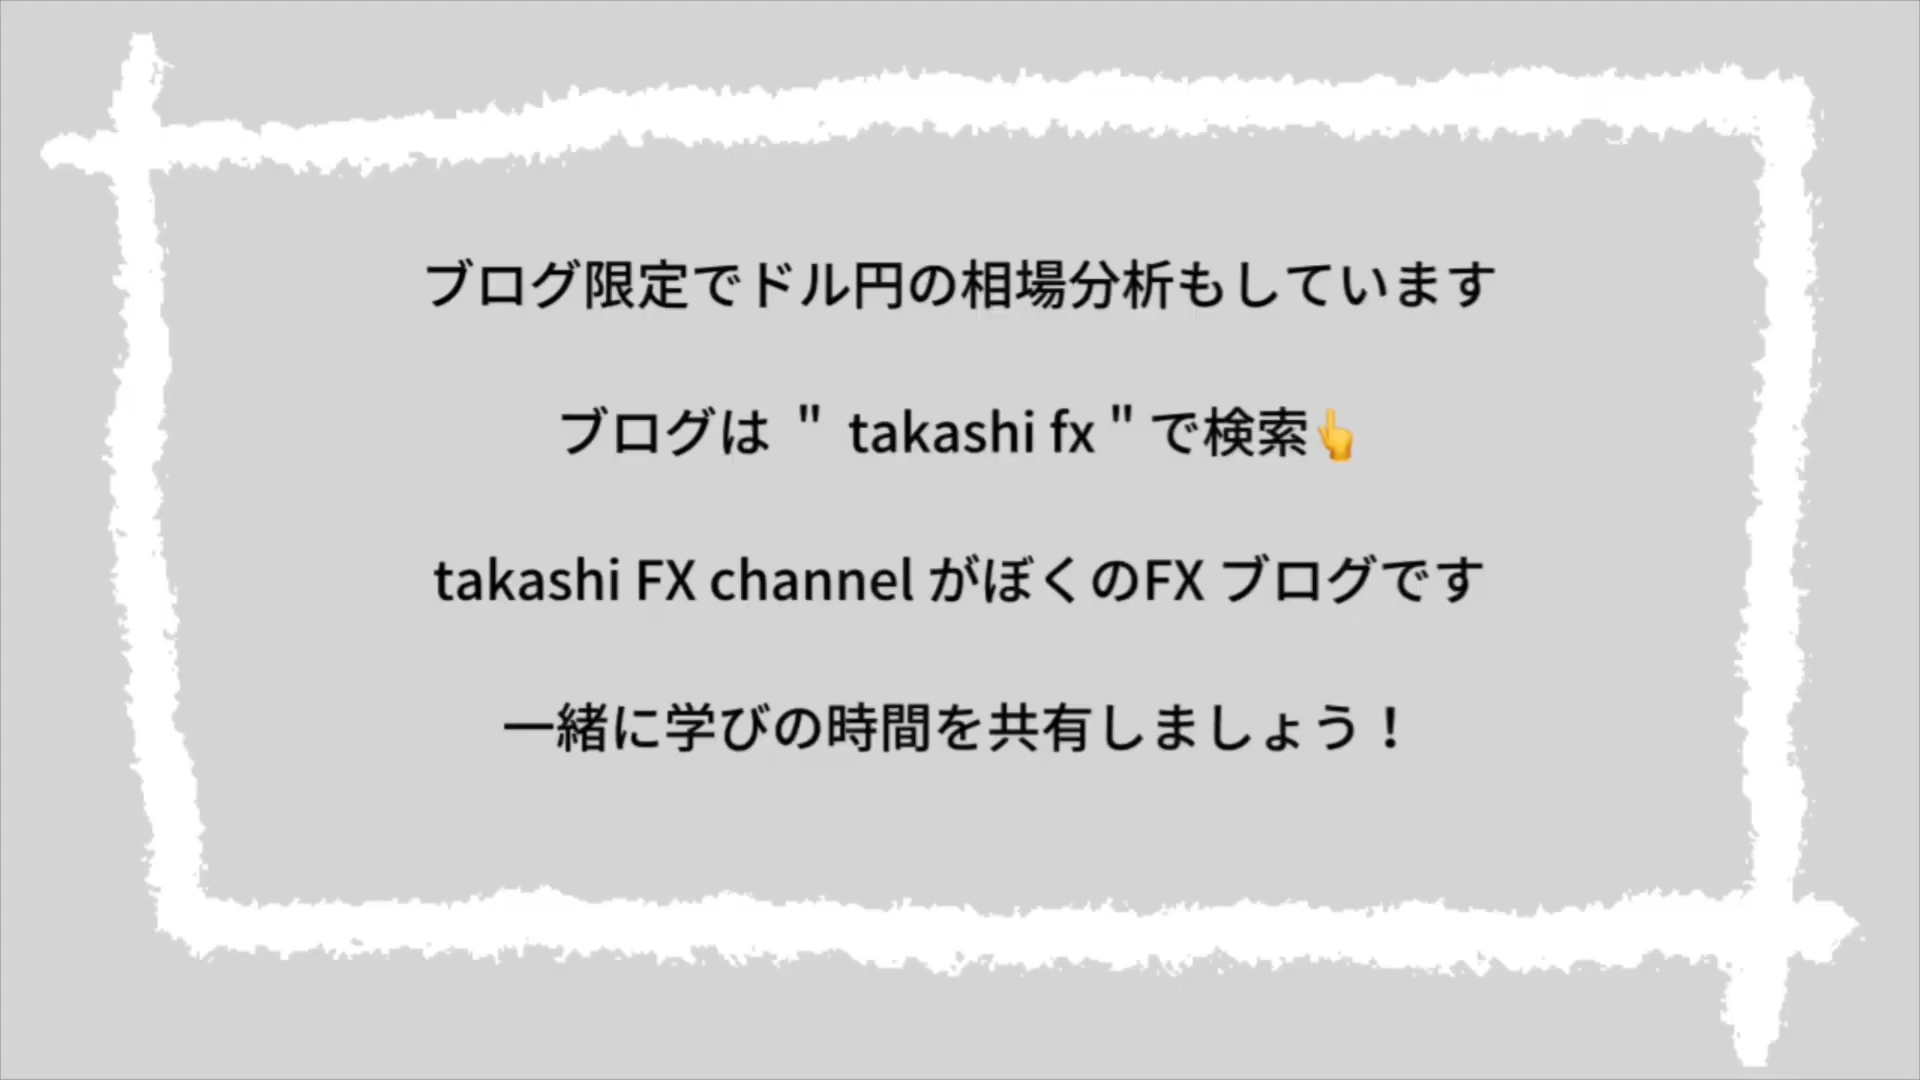 ブログ限定でドル円の相場分析もしています
ブログは " takashi fx " で検索👆
takashi FX channel がぼくのFX ブログです
一緒に学びの時間を共有しましょう！